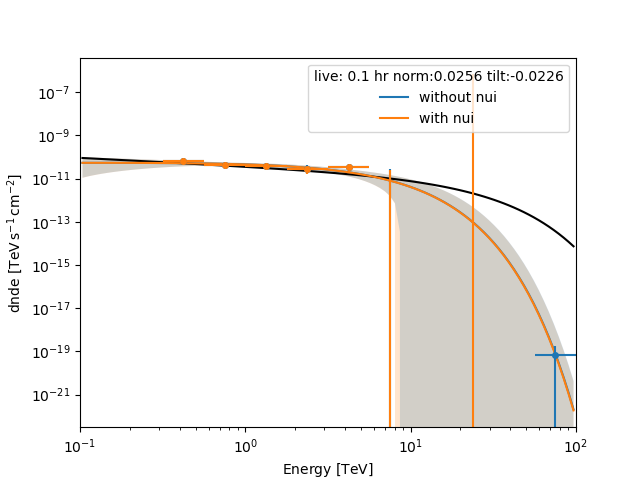 live: 0.1 hr norm:0.0256 tilt:-0.0226
without nui
with nui
dnde [TeV s⁻¹ cm⁻²]
10⁻⁷
10⁻⁹
10⁻¹¹
10⁻¹³
10⁻¹⁵
10⁻¹⁷
10⁻¹⁹
10⁻²¹
10⁻¹ 10⁰ 10¹ 10²
Energy [TeV]